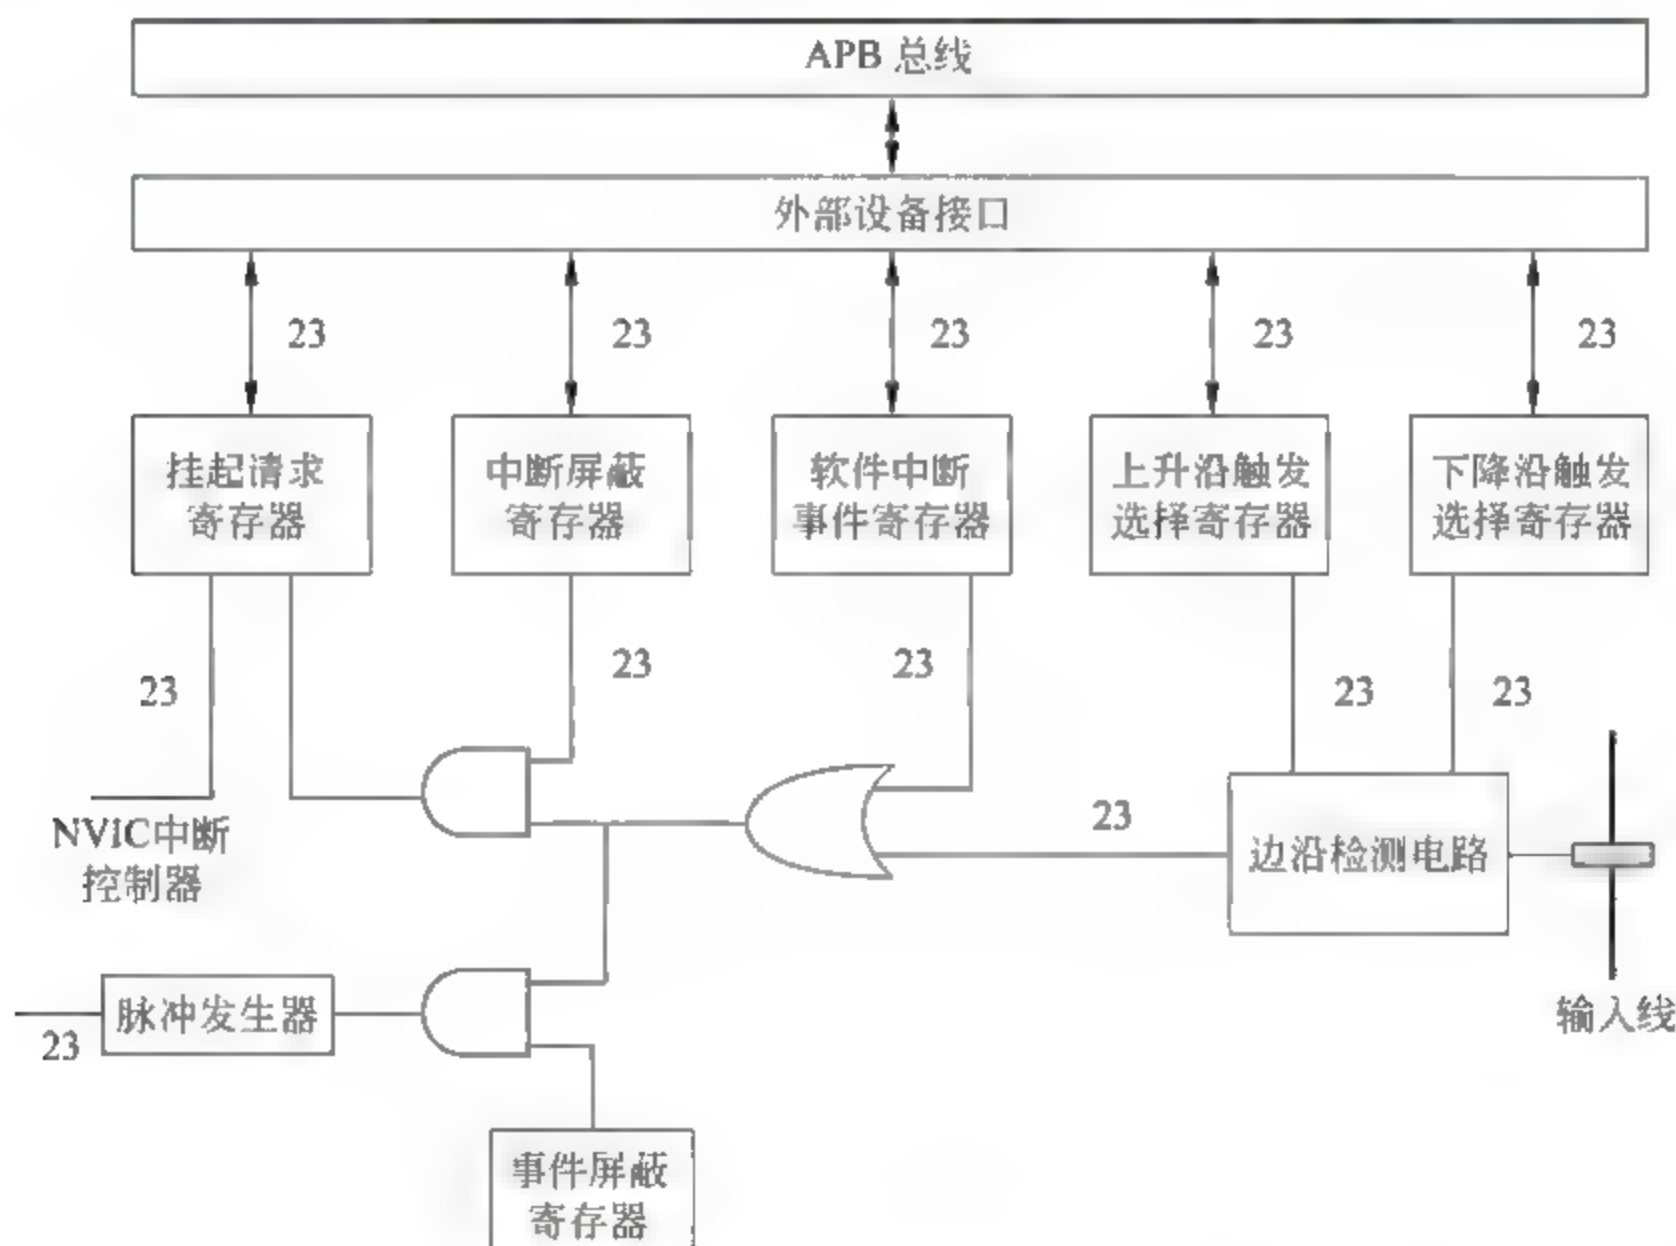 APB 总线
外部设备接口
23
23
23
23
23
挂起请求
寄存器
中断屏蔽
寄存器
软件中断
事件寄存器
上升沿触发
选择寄存器
下降沿触发
选择寄存器
23
23
23
23
23
NVIC中断
控制器
23
边沿检测电路
输入线
脉冲发生器
23
事件屏蔽
寄存器